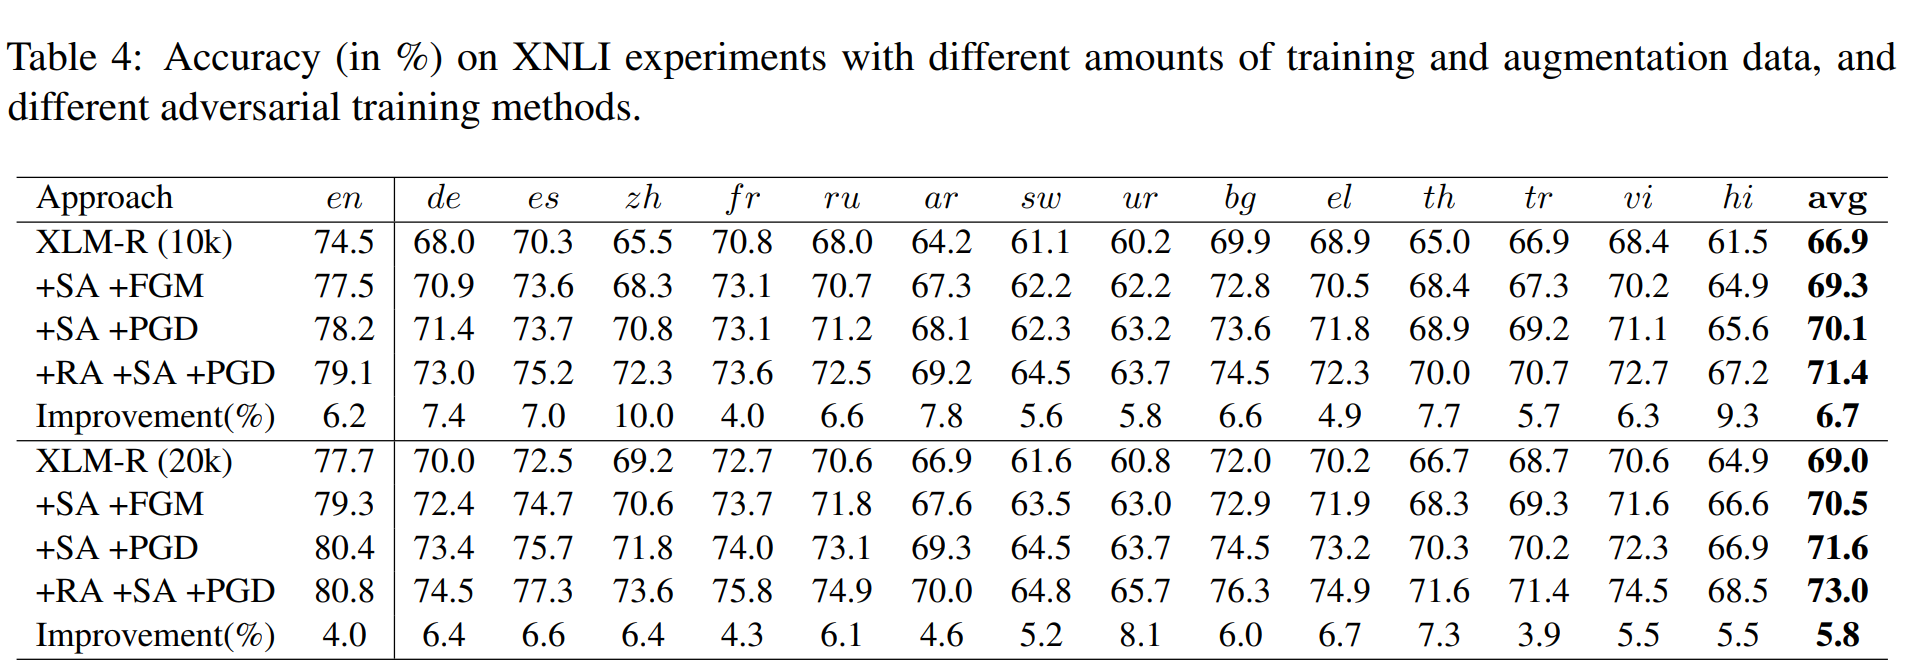 Table 4: Accuracy (in %) on XNLI experiments with different amounts of training and augmentation data, and
different adversarial training methods.
Approach en de es zh fr ru ar sw ur bg el th tr vi hi avg
XLM-R (10k) 74.5 68.0 70.3 65.5 70.8 68.0 64.2 61.1 60.2 69.9 68.9 65.0 66.9 68.4 61.5 66.9
+SA +FGM 77.5 70.9 73.6 68.3 73.1 70.7 67.3 62.2 62.2 72.8 70.5 68.4 67.3 70.2 64.9 69.3
+SA +PGD 78.2 71.4 73.7 70.8 73.1 71.2 68.1 62.3 63.2 73.6 71.8 68.9 69.2 71.1 65.6 70.1
+RA +SA +PGD 79.1 73.0 75.2 72.3 73.6 72.5 69.2 64.5 63.7 74.5 72.3 70.0 70.7 72.7 67.2 71.4
Improvement(%) 6.2 7.4 7.0 10.0 4.0 6.6 7.8 5.6 5.8 6.6 4.9 7.7 5.7 6.3 9.3 6.7
XLM-R (20k) 77.7 70.0 72.5 69.2 72.7 70.6 66.9 61.6 60.8 72.0 70.2 66.7 68.7 70.6 64.9 69.0
+SA +FGM 79.3 72.4 74.7 70.6 73.7 71.8 67.6 63.5 63.0 72.9 71.9 68.3 69.3 71.6 66.6 70.5
+SA +PGD 80.4 73.4 75.7 71.8 74.0 73.1 69.3 64.5 63.7 74.5 73.2 70.3 70.2 72.3 66.9 71.6
+RA +SA +PGD 80.8 74.5 77.3 73.6 75.8 74.9 70.0 64.8 65.7 76.3 74.9 71.6 71.4 74.5 68.5 73.0
Improvement(%) 4.0 6.4 6.6 6.4 4.3 6.1 4.6 5.2 8.1 6.0 6.7 7.3 3.9 5.5 5.5 5.8